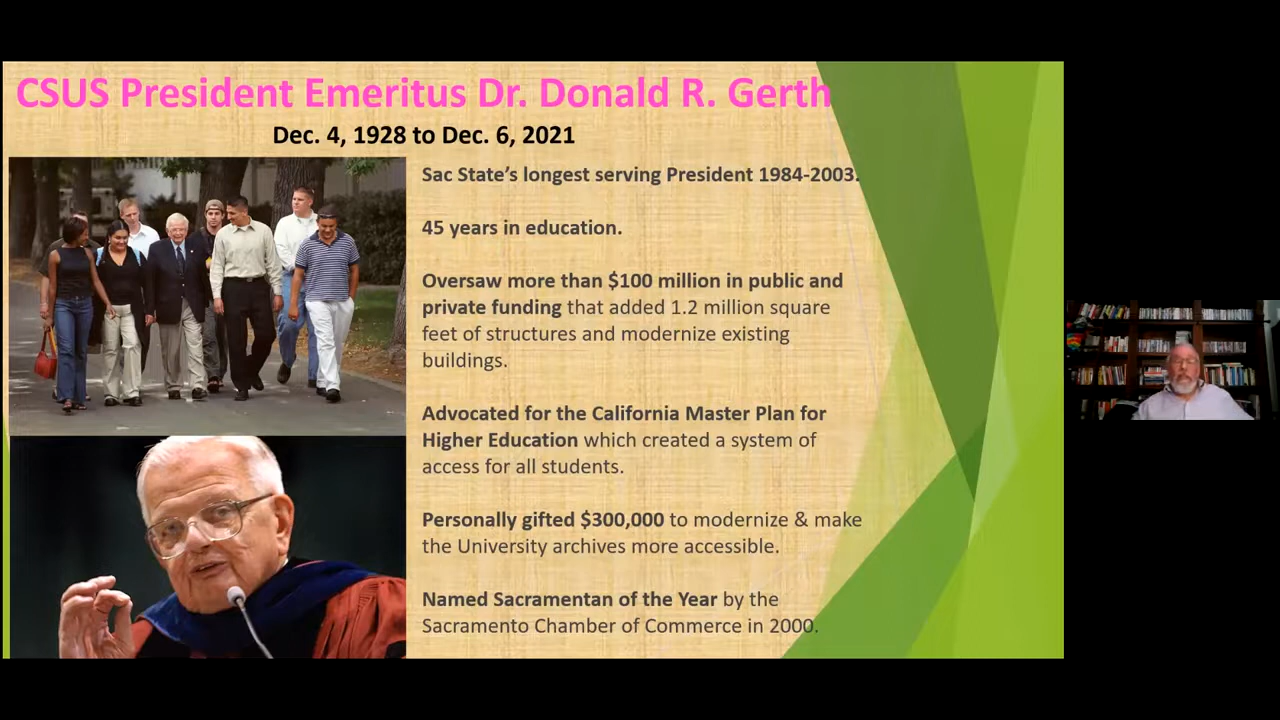 CSUS President Emeritus Dr. Donald R. Gerth
Dec. 4, 1928 to Dec. 6, 2021
Sac State’s longest serving President 1984-2003.
45 years in education.
Oversaw more than $100 million in public and
private funding that added 1.2 million square
feet of structures and modernize existing
buildings.
Advocated for the California Master Plan for
Higher Education which created a system of
access for all students.
Personally gifted $300,000 to modernize & make
the University archives more accessible.
Named Sacramentan of the Year by the
Sacramento Chamber of Commerce in 2000.